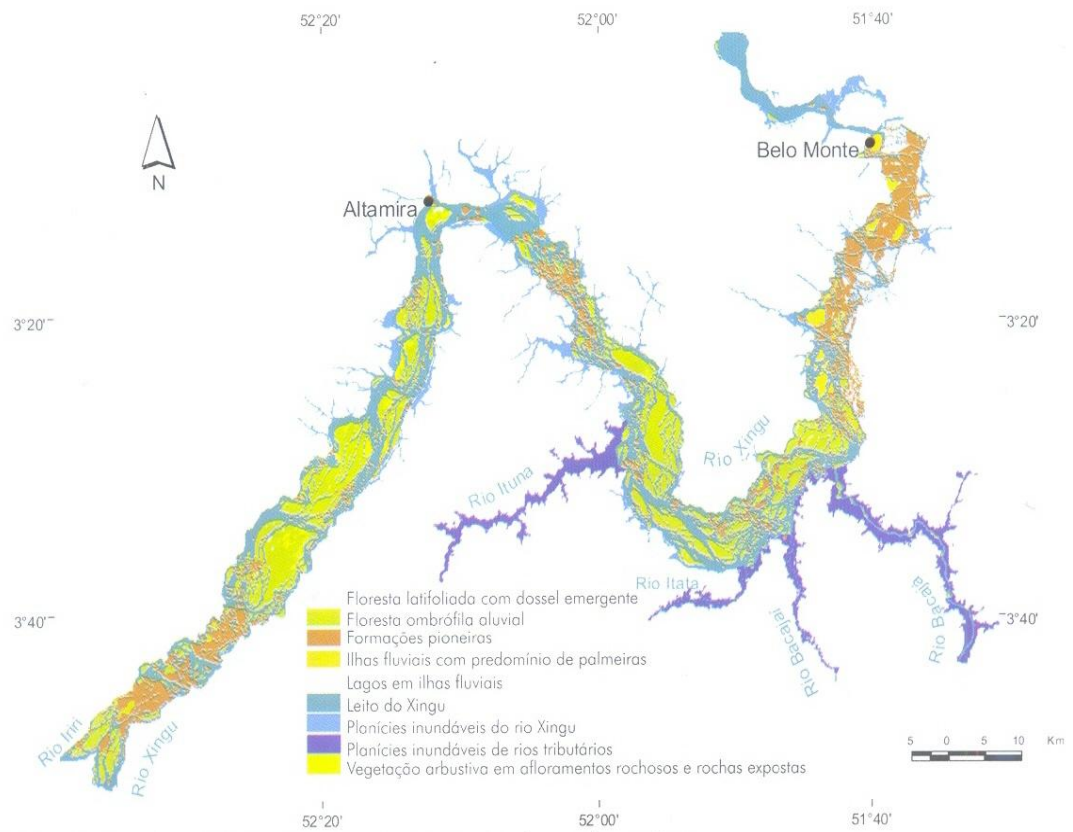 52°20'
52°00'
51°40'
N
Belo Monte
Altamira
3°20'
3°20'
Rio Xingu
Rio Ituna
Rio Itata
Rio Bacajaí
Rio Bacajá
3°40'
3°40'
Rio Iriri
Rio Xingu
Floresta latifoliada com dossel emergente
Floresta ombrófila aluvial
Formações pioneiras
Ilhas fluviais com predomínio de palmeiras
Lagos em ilhas fluviais
Leito do Xingu
Planícies inundáveis do rio Xingu
Planícies inundáveis de rios tributários
Vegetação arbustiva em afloramentos rochosos e rochas expostas
5 0 5 10 Km
52°20'
52°00'
51°40'